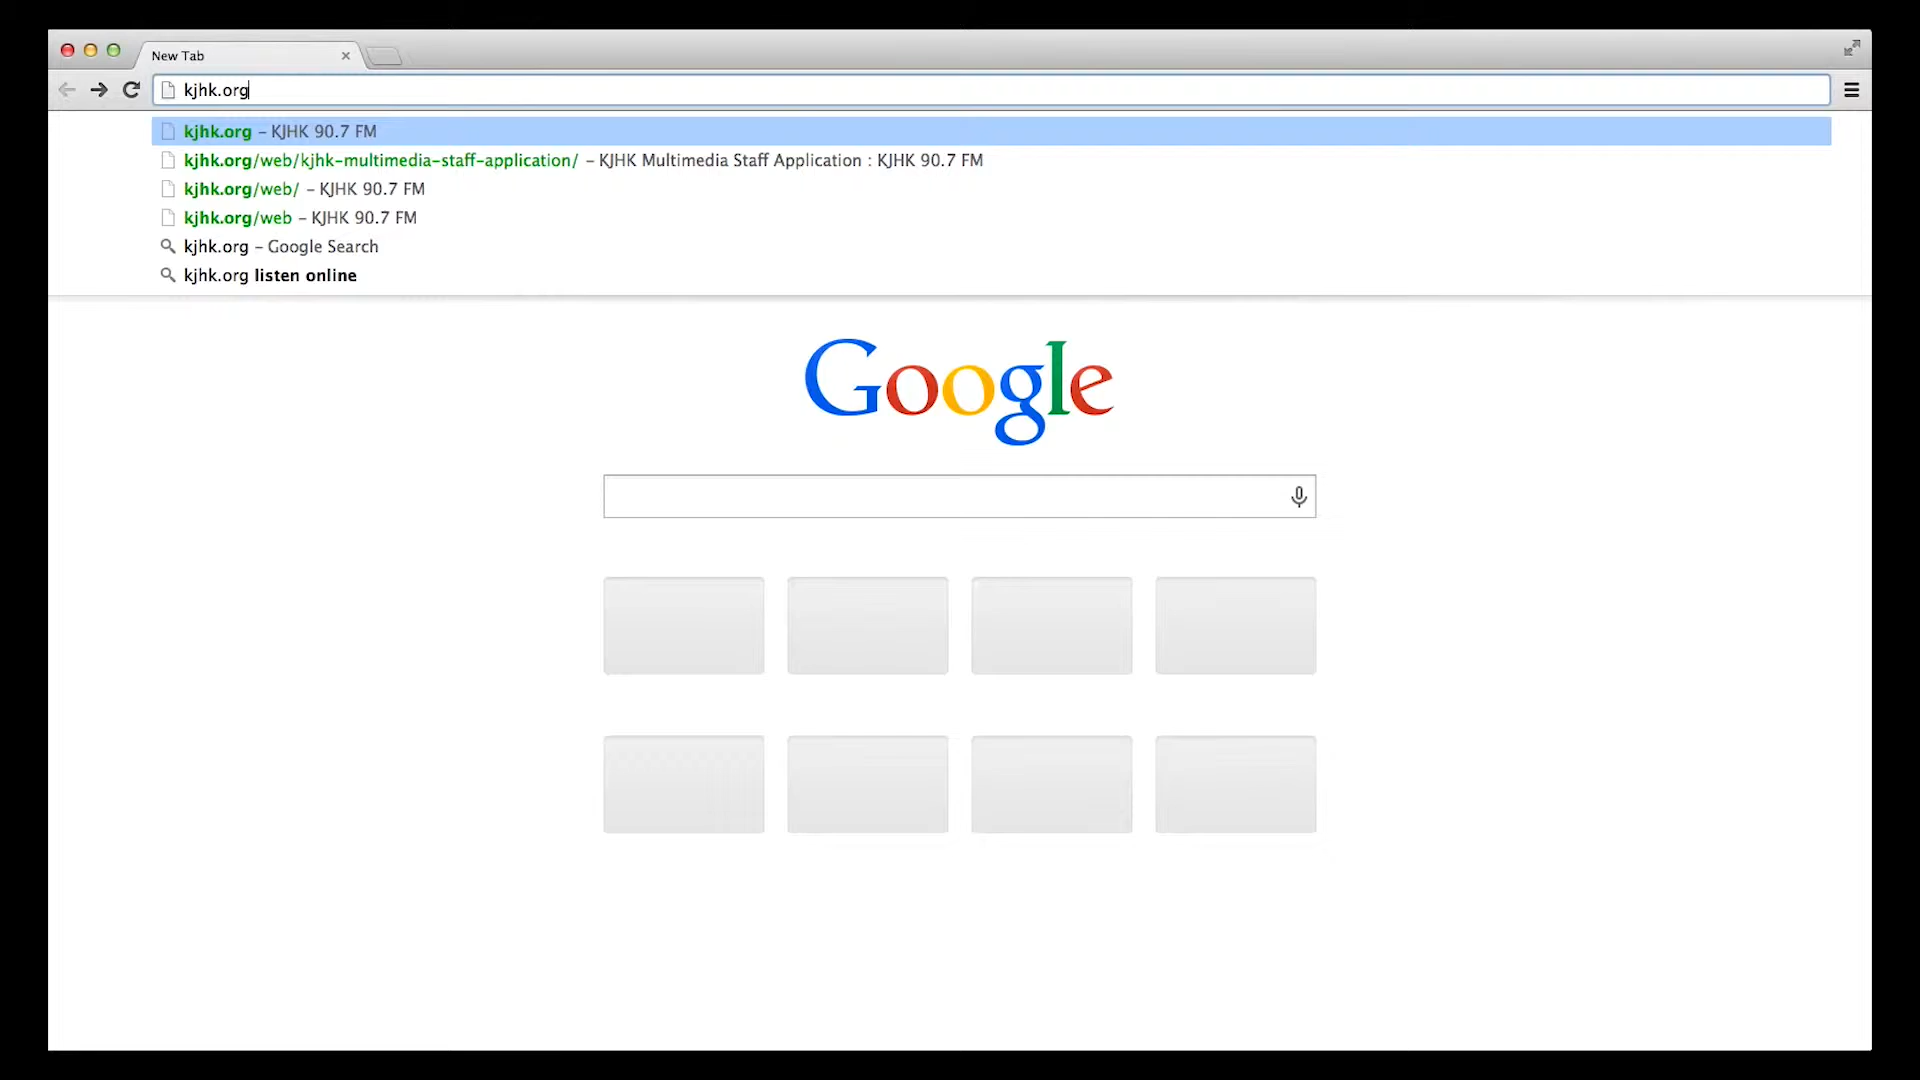 New Tab
kjhk.org
kjhk.org – KJHK 90.7 FM
kjhk.org/web/kjhk-multimedia-staff-application/ – KJHK Multimedia Staff Application : KJHK 90.7 FM
kjhk.org/web/ – KJHK 90.7 FM
kjhk.org/web – KJHK 90.7 FM
kjhk.org – Google Search
kjhk.org listen online
Google